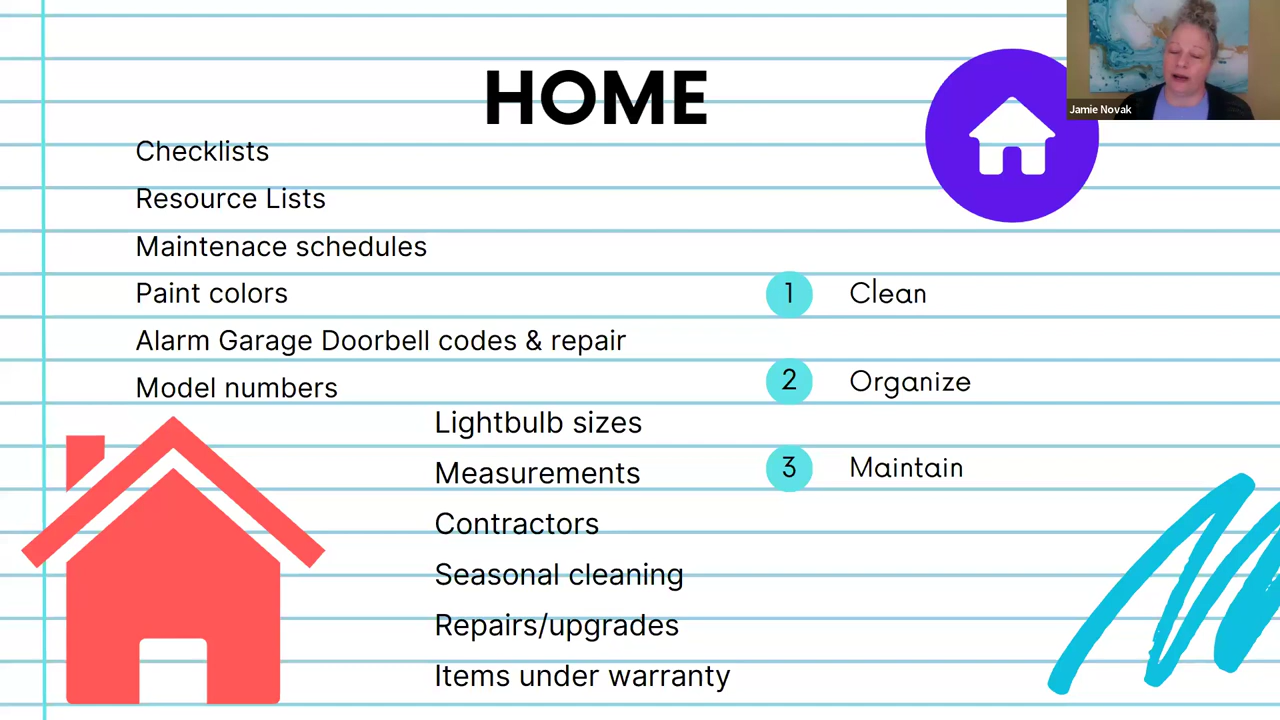 HOME
Jamie Novak
Checklists
Resource Lists
Maintenace schedules
Paint colors
Alarm Garage Doorbell codes & repair
Model numbers
Lightbulb sizes
Measurements
Contractors
Seasonal cleaning
Repairs/upgrades
Items under warranty
1 Clean
2 Organize
3 Maintain